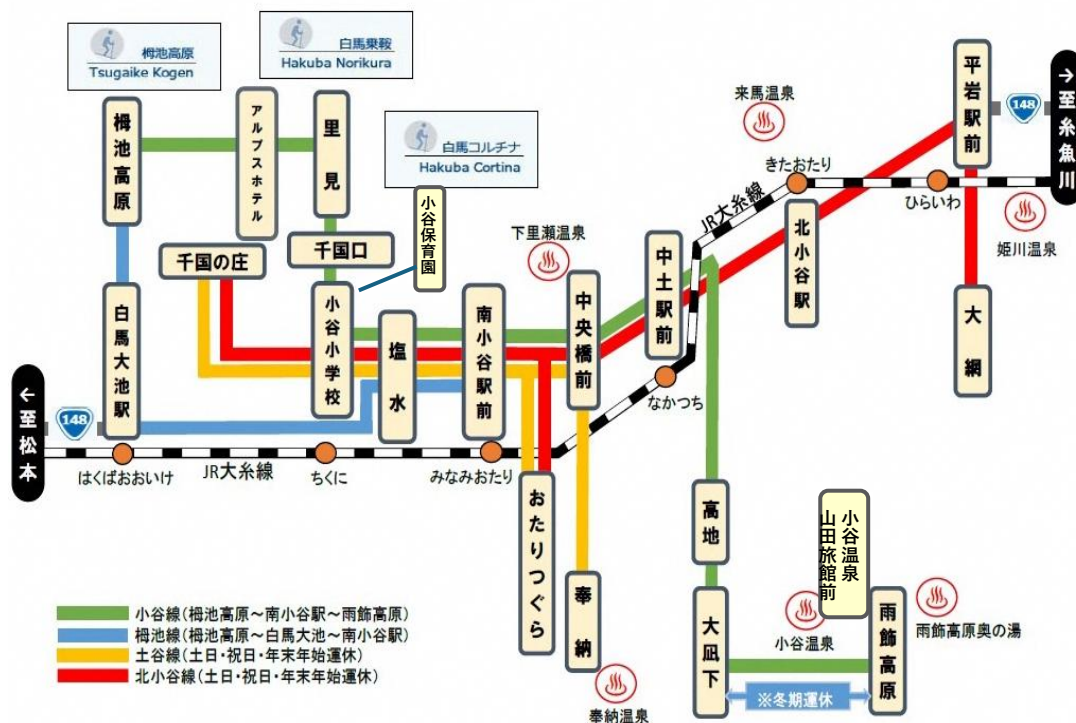 栂池高原
Tsugaike Kogen
白馬乗鞍
Hakuba Norikura
白馬コルチナ
Hakuba Cortina
栂池高原
アルプスホテル
里見
小谷保育園
千国の庄
千国口
白馬大池駅
小谷小学校
塩水
南小谷駅前
下里瀬温泉
中央橋前
中土駅前
来馬温泉
きたおたり
JR大糸線
北小谷駅
平岩駅前
148
→至糸魚川
ひらいわ
姫川温泉
大網
←至松本
148
はくばおおいけ
JR大糸線
ちくに
みなみおたり
なかつち
おたりつぐら
奉納
奉納温泉
高地
大凪下
小谷温泉
山田旅館前
小谷温泉
雨飾高原
雨飾高原奥の湯
※冬期運休
小谷線(栂池高原～南小谷駅～雨飾高原)
栂池線(栂池高原～白馬大池～南小谷駅)
土谷線(土日・祝日・年末年始運休)
北小谷線(土日・祝日・年末年始運休)